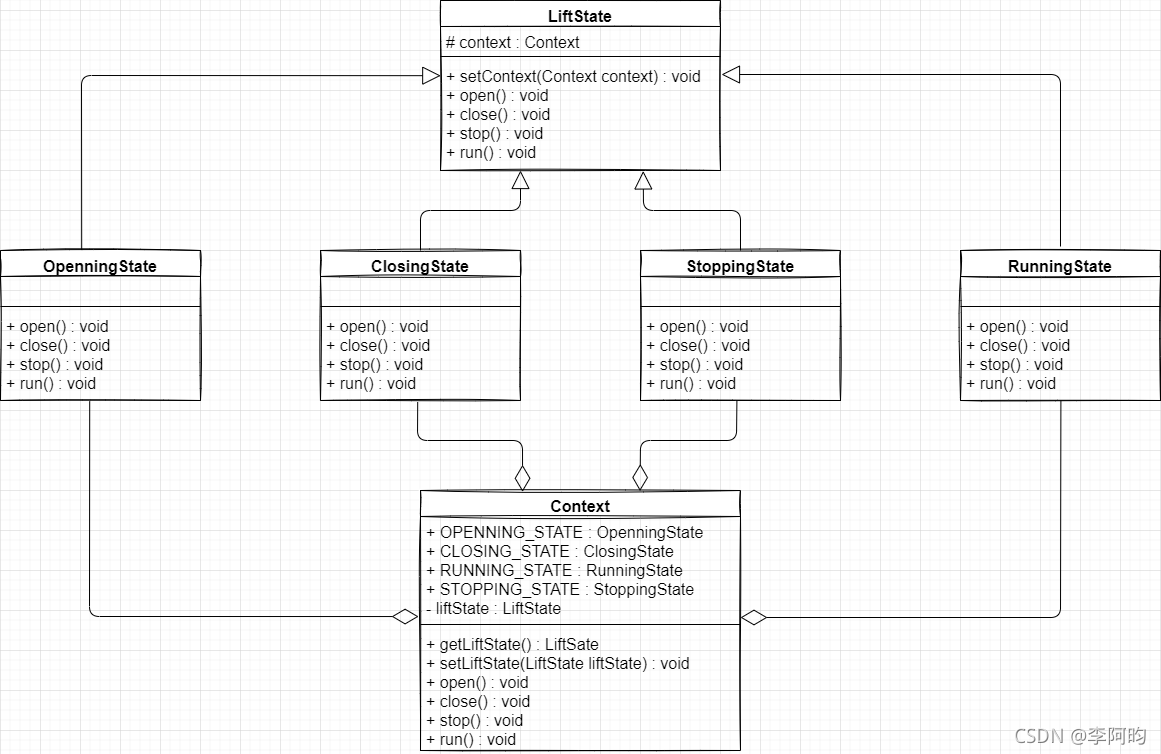 LiftState
# context : Context
+ setContext(Context context) : void
+ open() : void
+ close() : void
+ stop() : void
+ run() : void
OpenningState
+ open() : void
+ close() : void
+ stop() : void
+ run() : void
ClosingState
+ open() : void
+ close() : void
+ stop() : void
+ run() : void
StoppingState
+ open() : void
+ close() : void
+ stop() : void
+ run() : void
RunningState
+ open() : void
+ close() : void
+ stop() : void
+ run() : void
Context
+ OPENNING_STATE : OpenningState
+ CLOSING_STATE : ClosingState
+ RUNNING_STATE : RunningState
+ STOPPING_STATE : StoppingState
- liftState : LiftState
+ getLiftState() : LiftSate
+ setLiftState(LiftState liftState) : void
+ open() : void
+ close() : void
+ stop() : void
+ run() : void
CSDN @李阿昀